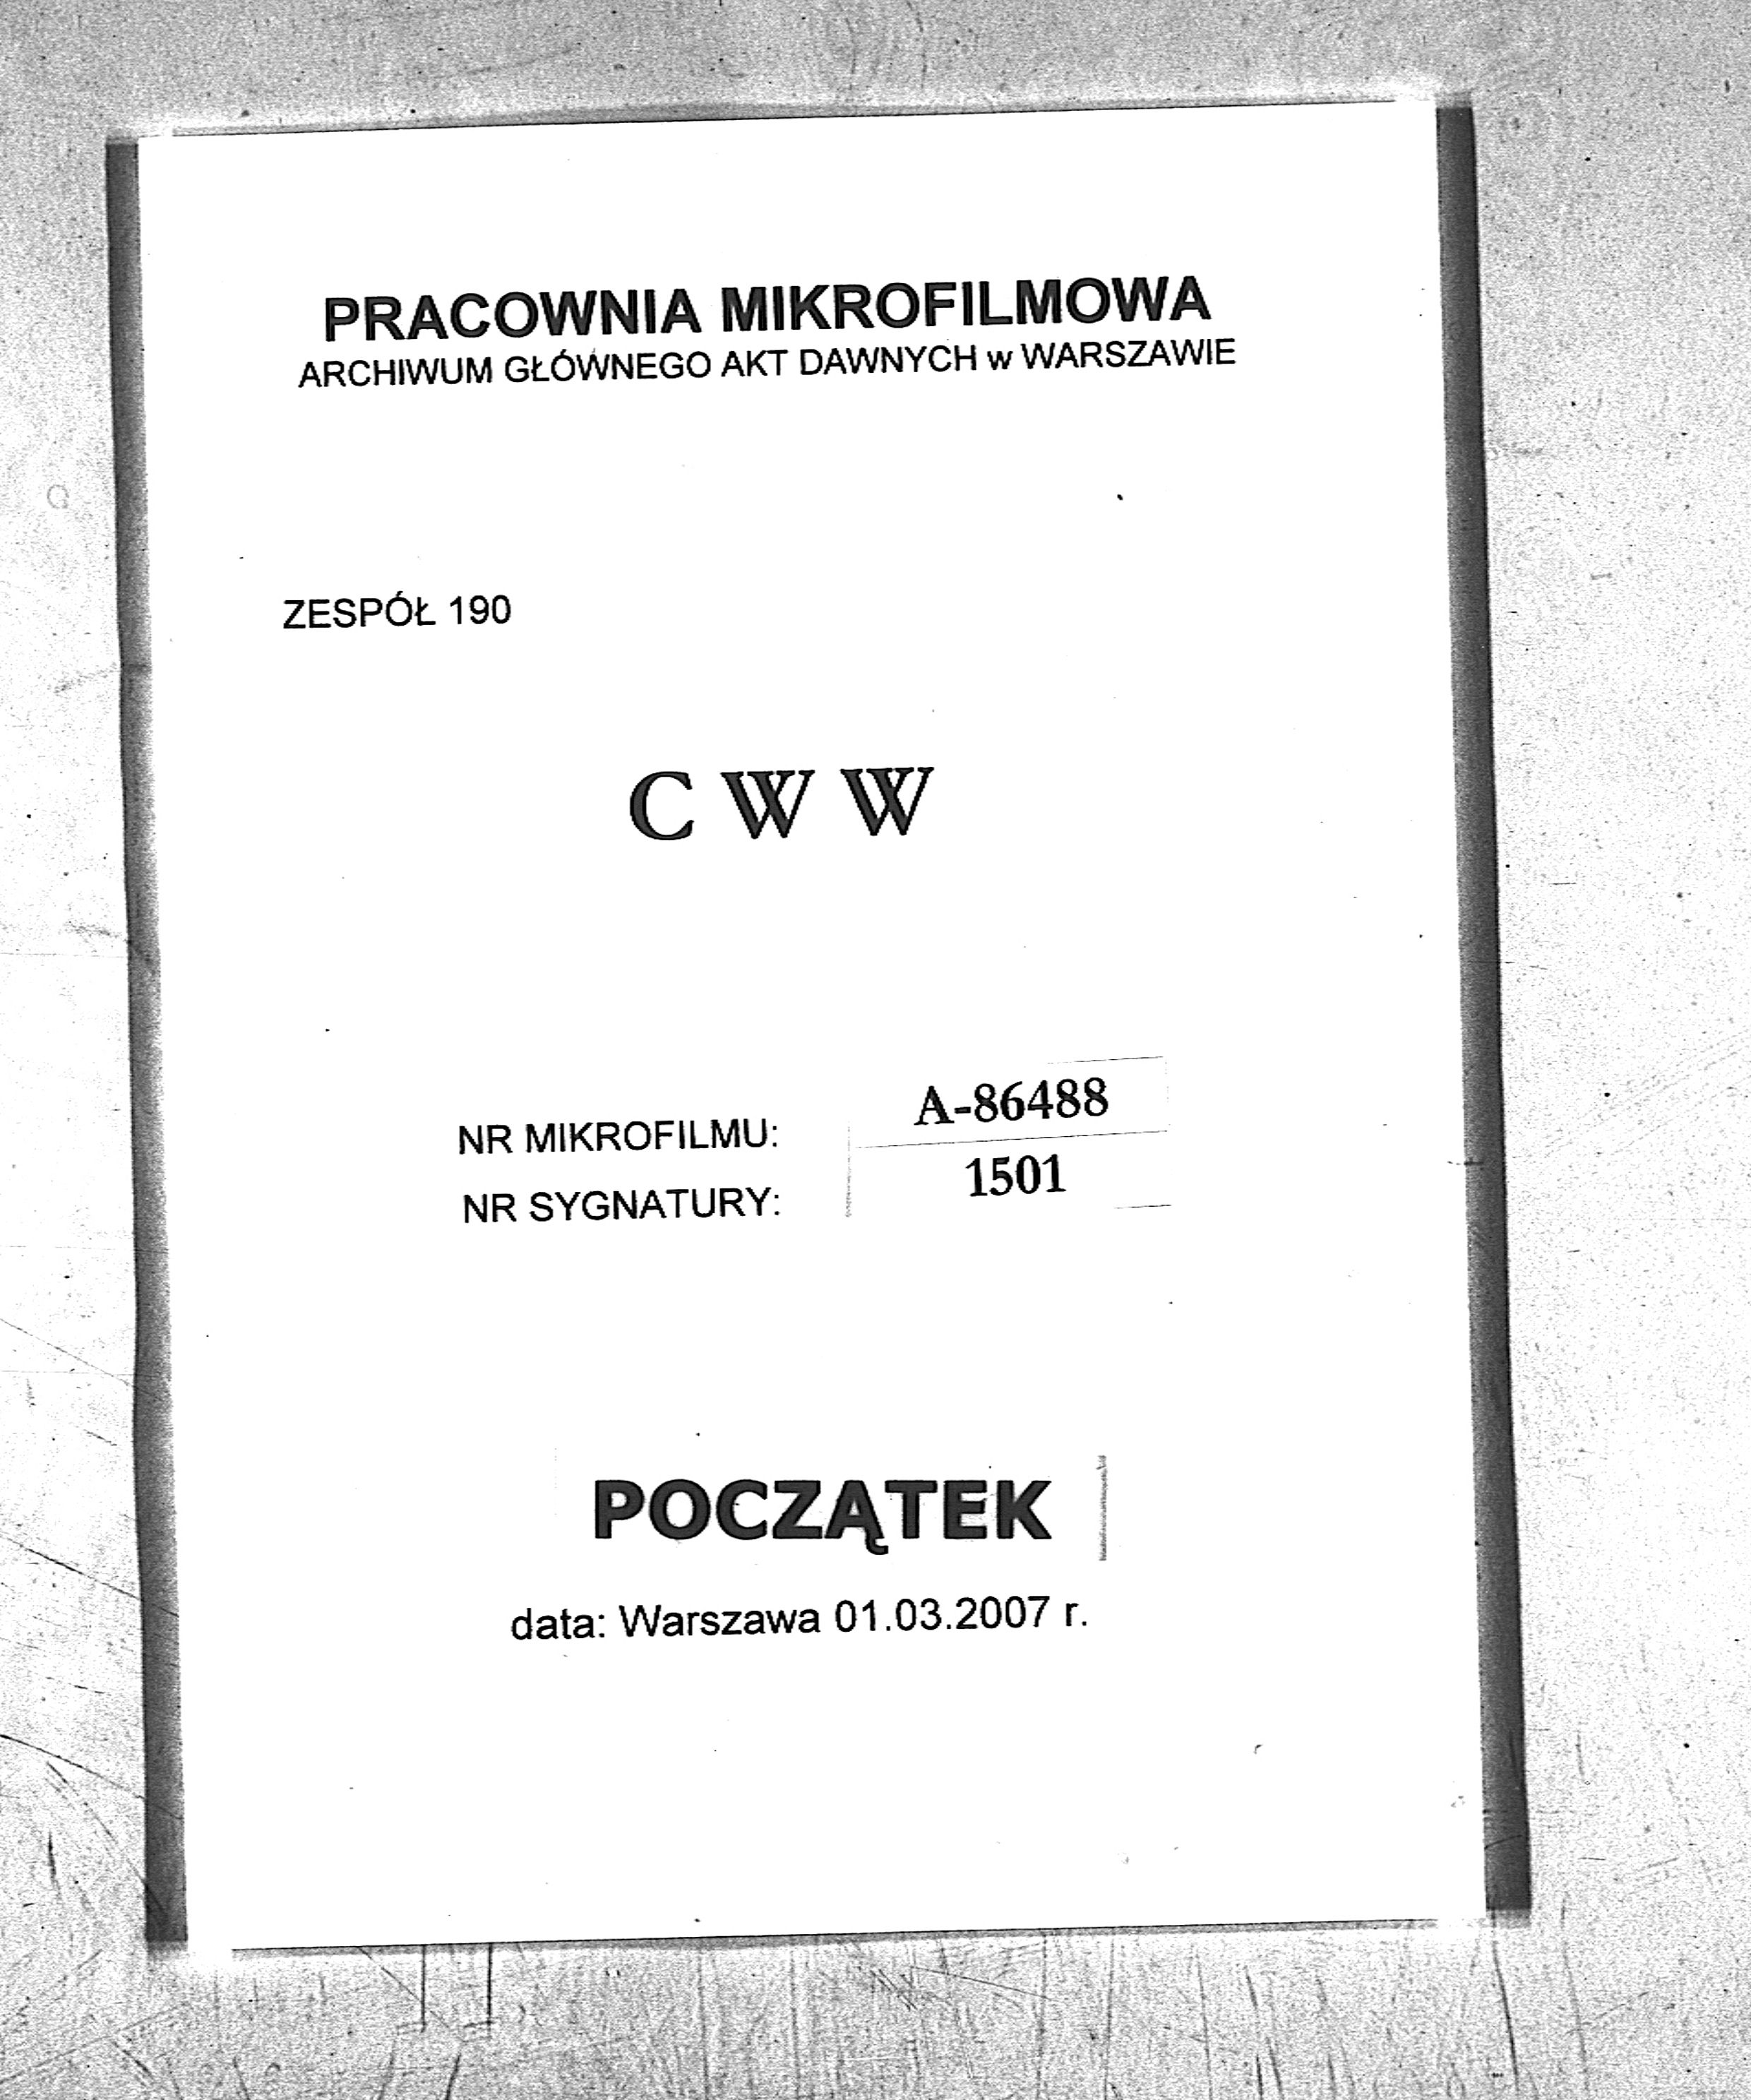 PRACOWNIA MIKROFILMOWA
ARCHIWUM GŁÓWNEGO AKT DAWNYCH w WARSZAWIE
ZESPÓŁ 190
C W W
NR MIKROFILMU: A-86488
NR SYGNATURY: 1501
POCZĄTEK
data: Warszawa 01.03.2007 r.